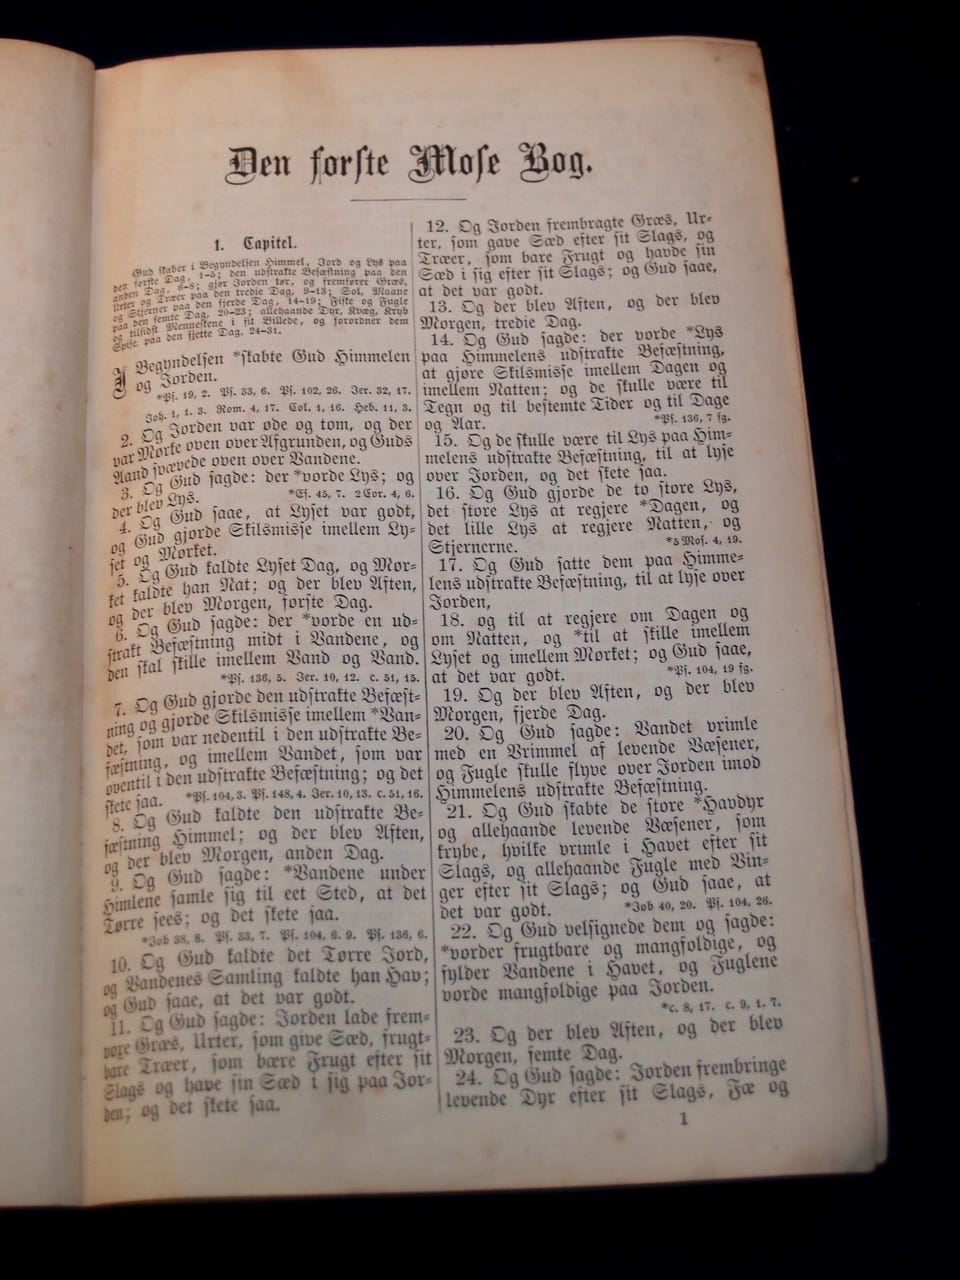 Den første Mose Bog.
1. Capitel.
Gud skaber i Begyndelsen Himmel, Jord og Lys paa
den første Dag, 1-5; den udstrakte Befæstning paa den
anden Dag, 6-8; gjør Jorden tør, og fremfører Græs,
Urter og Træer paa den tredie Dag, 9-13; Sol, Maane
og Stjerner paa den fjerde Dag, 14-19; Fiske og Fugle
paa den femte Dag, 20-23; allehaande Dyr, Kvæg, Kryb
og tilsidst Menneskene i sit Billede, og forordner dem
Spise, paa den sjette Dag, 24-31.
I Begyndelsen *skabte Gud Himmelen
og Jorden.
*Ps. 19, 2. Ps. 33, 6. Ps. 102, 26. Jer. 32, 17.
Joh. 1, 1. 3. Rom. 4, 17. Col. 1, 16. Heb. 11, 3.
2. Og Jorden var øde og tom, og der
var Mørke oven over Afgrunden, og Guds
Aand svævede oven over Vandene.
3. Og Gud sagde: der *vorde Lys; og
der blev Lys. *Es. 45, 7. 2 Cor. 4, 6.
4. Og Gud saae, at Lyset var godt,
og Gud gjorde Skilsmisse imellem Ly-
set og Mørket.
5. Og Gud kaldte Lyset Dag, og Mør-
ket kaldte han Nat; og der blev Aften,
og der blev Morgen, første Dag.
6. Og Gud sagde: der *vorde en ud-
strakt Befæstning midt i Vandene, og
den skal skille imellem Vand og Vand.
*Ps. 136, 5. Jer. 10, 12. c. 51, 15.
7. Og Gud gjorde den udstrakte Befæst-
ning og gjorde Skilsmisse imellem *Van-
det, som var nedentil i den udstrakte Be-
fæstning, og imellem Vandet, som var
oventil i den udstrakte Befæstning; og det
skete saa. *Ps. 104, 3. Ps. 148, 4. Jer. 10, 13. c. 51, 16.
8. Og Gud kaldte den udstrakte Be-
fæstning Himmel; og der blev Aften,
og der blev Morgen, anden Dag.
9. Og Gud sagde: *Vandene under
Himlene samle sig til eet Sted, at det
Tørre sees; og det skete saa.
*Job 38, 8. Ps. 33, 7. Ps. 104, 6. 9. Ps. 136, 6.
10. Og Gud kaldte det Tørre Jord,
og Vandenes Samling kaldte han Hav;
og Gud saae, at det var godt.
11. Og Gud sagde: Jorden lade frem-
voxe Græs, Urter, som give Sæd, frugt-
bare Træer, som bære Frugt efter sit
Slags og have sin Sæd i sig paa Jor-
den; og det skete saa.
12. Og Jorden frembragte Græs, Ur-
ter, som gave Sæd efter sit Slags, og
Træer, som bare Frugt og havde sin
Sæd i sig efter sit Slags; og Gud saae,
at det var godt.
13. Og der blev Aften, og der blev
Morgen, tredie Dag.
14. Og Gud sagde: der vorde *Lys
paa Himmelens udstrakte Befæstning,
at gjøre Skilsmisse imellem Dagen og
imellem Natten; og de skulle være til
Tegn og til bestemte Tider og til Dage
og Aar. *Ps. 136, 7 fg.
15. Og de skulle være til Lys paa Him-
melens udstrakte Befæstning, til at lyse
over Jorden, og det skete saa.
16. Og Gud gjorde de to store Lys,
det store Lys at regjere *Dagen, og
det lille Lys at regjere Natten, og
Stjernerne. *5 Mos. 4, 19.
17. Og Gud satte dem paa Himme-
lens udstrakte Befæstning, til at lyse over
Jorden,
18. og til at regjere om Dagen og
om Natten, og *til at skille imellem
Lyset og imellem Mørket; og Gud saae,
at det var godt. *Ps. 104, 19 fg.
19. Og der blev Aften, og der blev
Morgen, fjerde Dag.
20. Og Gud sagde: Vandet vrimle
med en Vrimmel af levende Væsener,
og Fugle skulle flyve over Jorden imod
Himmelens udstrakte Befæstning.
21. Og Gud skabte de store *Havdyr
og allehaande levende Væsener, som
krybe, hvilke vrimle i Havet efter sit
Slags, og allehaande Fugle med Vin-
ger efter sit Slags; og Gud saae, at
det var godt. *Job 40, 20. Ps. 104, 26.
22. Og Gud velsignede dem og sagde:
*vorder frugtbare og mangfoldige, og
fylder Vandene i Havet, og Fuglene
vorde mangfoldige paa Jorden.
*c. 8, 17. c. 9, 1. 7.
23. Og der blev Aften, og der blev
Morgen, femte Dag.
24. Og Gud sagde: Jorden frembringe
levende Dyr efter sit Slags, Fæ og
1